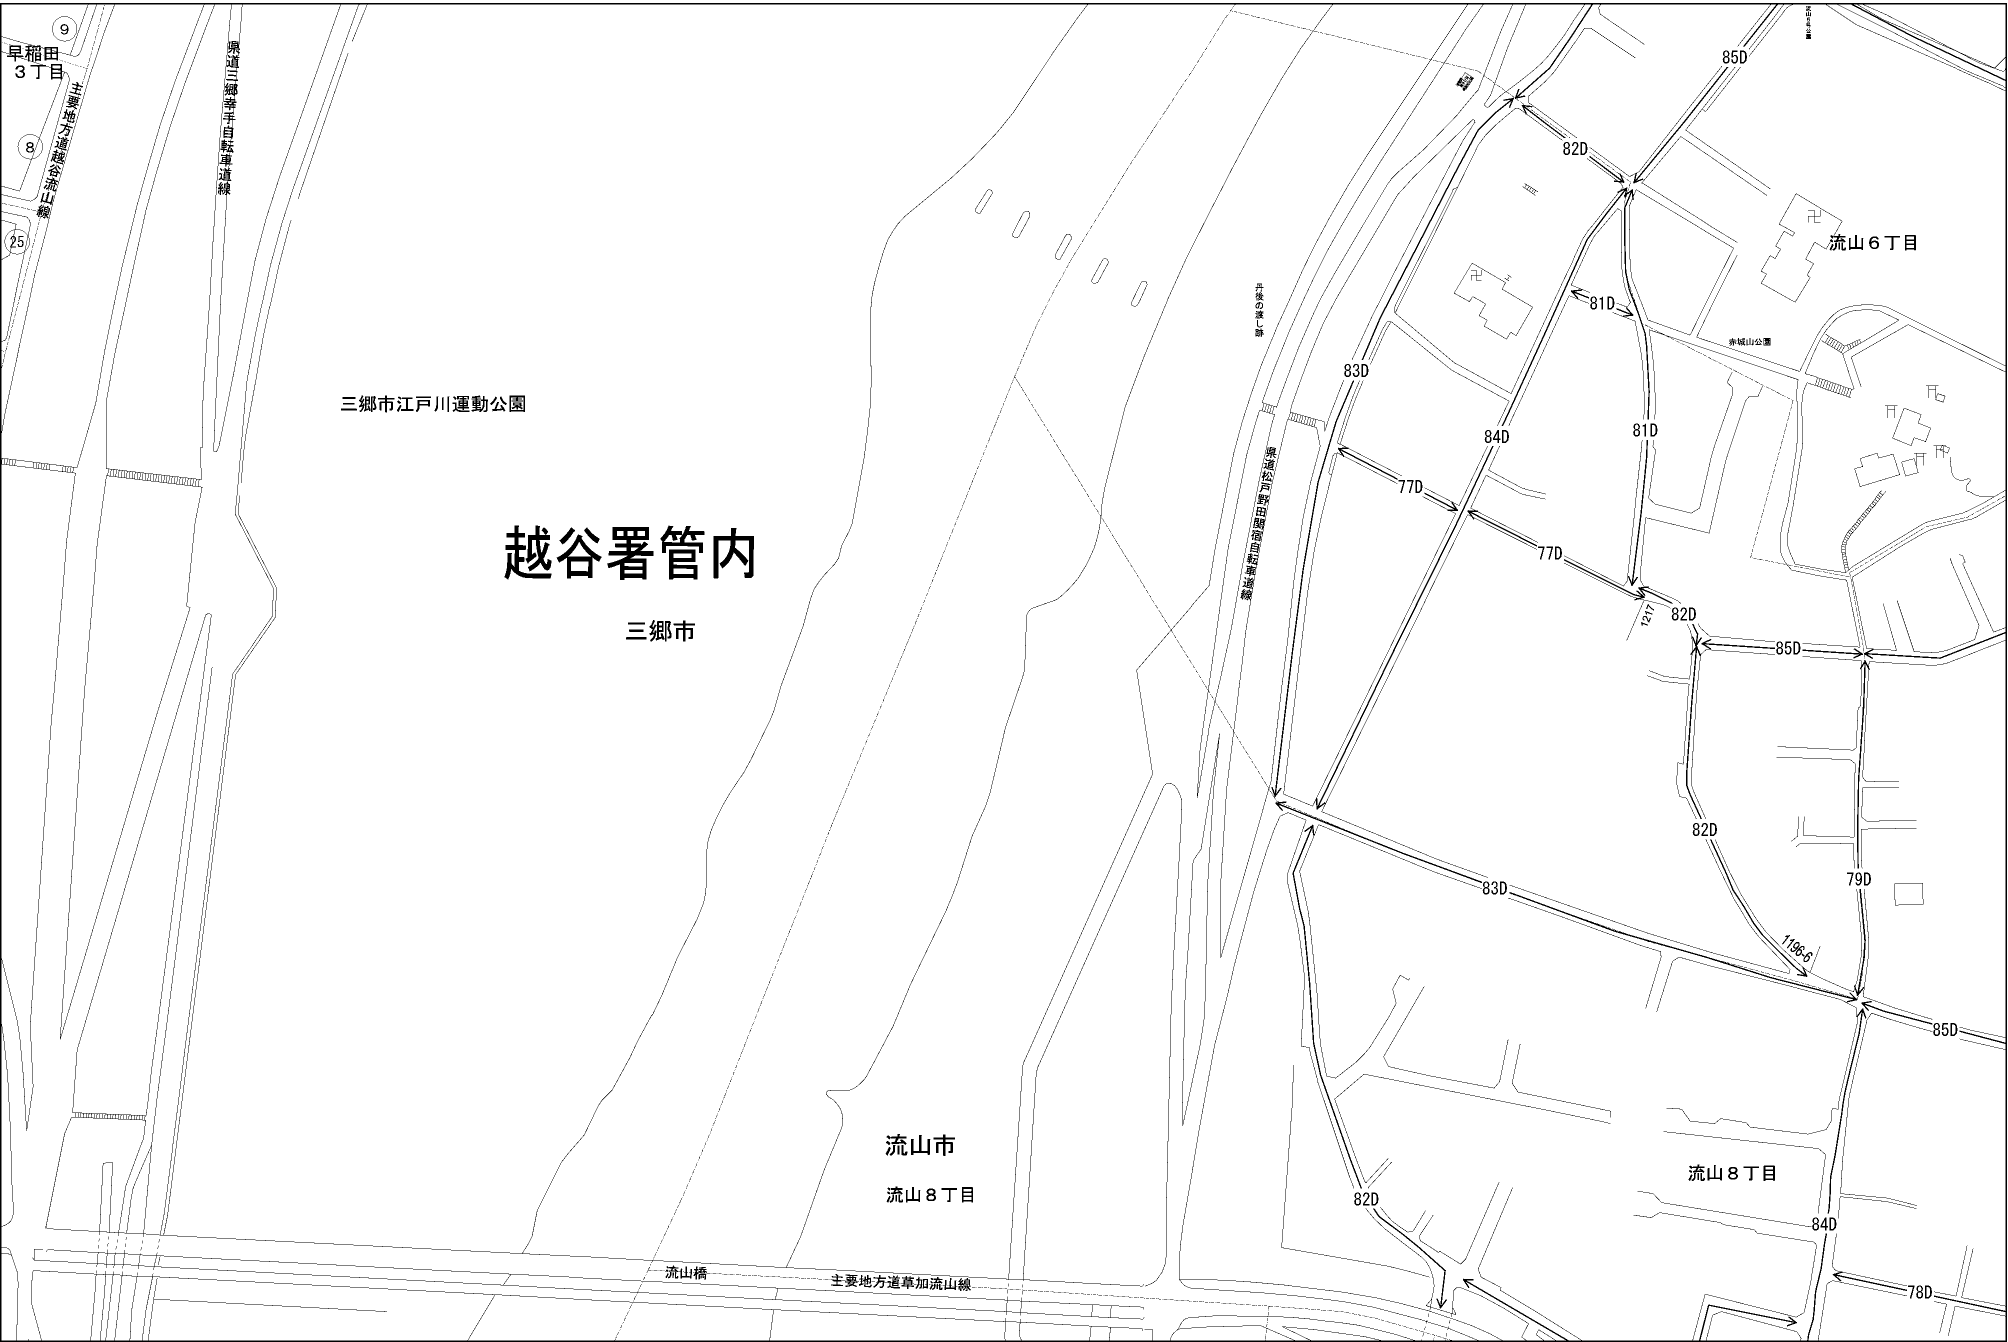 9
早稲田
３丁目
主要地方道越谷流山線
8
25
県道三郷幸手自転車道線
三郷市江戸川運動公園
越谷署管内
三郷市
流山市
流山８丁目
流山橋
主要地方道草加流山線
丹後の渡し跡
県道松戸野田関宿自転車道線
85D
82D
流山６丁目
81D
赤城山公園
83D
84D
81D
77D
77D
1217
82D
85D
82D
79D
83D
1196-6
85D
流山８丁目
82D
84D
78D